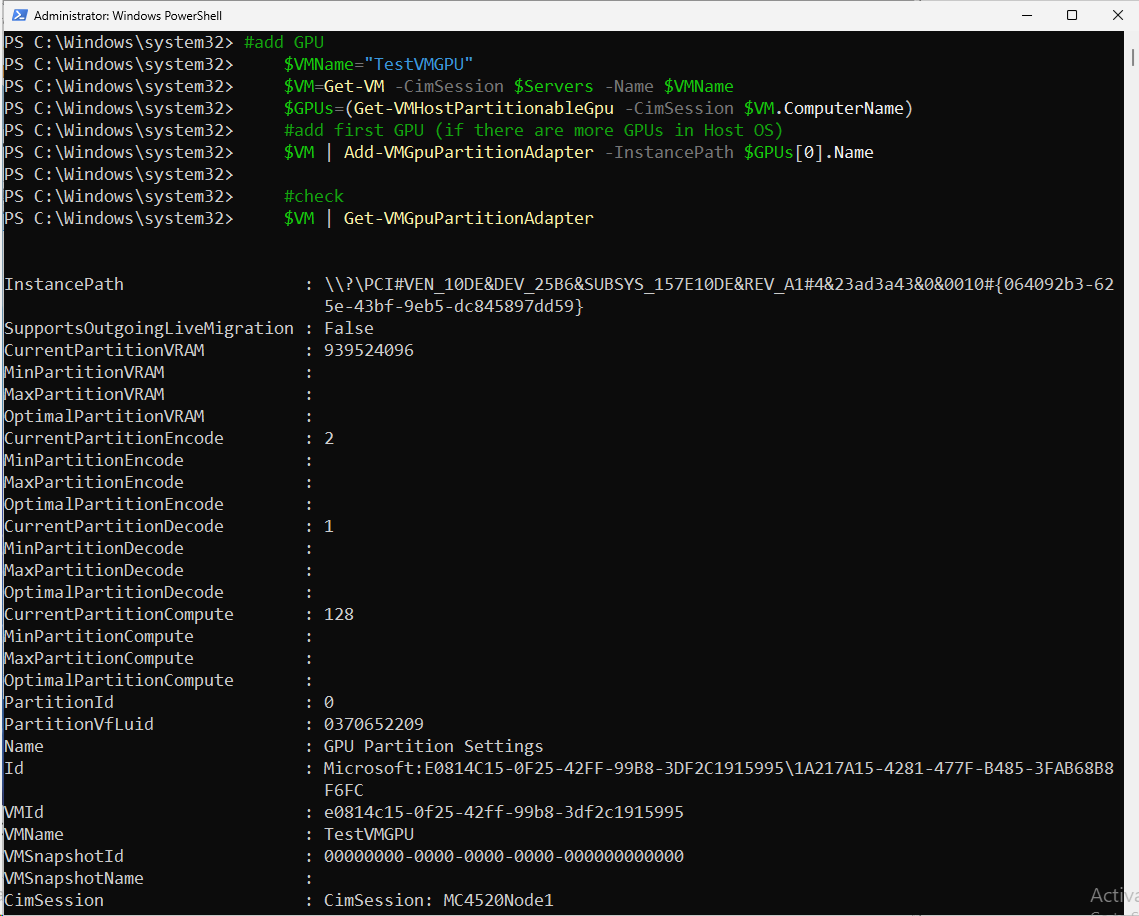 Administrator: Windows PowerShell
PS C:\Windows\system32> #add GPU
PS C:\Windows\system32>     $VMName="TestVMGPU"
PS C:\Windows\system32>     $VM=Get-VM -CimSession $Servers -Name $VMName
PS C:\Windows\system32>     $GPUs=(Get-VMHostPartitionableGpu -CimSession $VM.ComputerName)
PS C:\Windows\system32>     #add first GPU (if there are more GPUs in Host OS)
PS C:\Windows\system32>     $VM | Add-VMGpuPartitionAdapter -InstancePath $GPUs[0].Name
PS C:\Windows\system32>
PS C:\Windows\system32>     #check
PS C:\Windows\system32>     $VM | Get-VMGpuPartitionAdapter
InstancePath                  : \\?\PCI#VEN_10DE&DEV_25B6&SUBSYS_157E10DE&REV_A1#4&23ad3a43&0&0010#{064092b3-62
                                5e-43bf-9eb5-dc845897dd59}
SupportsOutgoingLiveMigration : False
CurrentPartitionVRAM          : 939524096
MinPartitionVRAM              :
MaxPartitionVRAM              :
OptimalPartitionVRAM          :
CurrentPartitionEncode        : 2
MinPartitionEncode            :
MaxPartitionEncode            :
OptimalPartitionEncode        :
CurrentPartitionDecode        : 1
MinPartitionDecode            :
MaxPartitionDecode            :
OptimalPartitionDecode        :
CurrentPartitionCompute       : 128
MinPartitionCompute           :
MaxPartitionCompute           :
OptimalPartitionCompute       :
PartitionId                   : 0
PartitionVfLuid               : 0370652209
Name                          : GPU Partition Settings
Id                            : Microsoft:E0814C15-0F25-42FF-99B8-3DF2C1915995\1A217A15-4281-477F-B485-3FAB68B8
                                F6FC
VMId                          : e0814c15-0f25-42ff-99b8-3df2c1915995
VMName                        : TestVMGPU
VMSnapshotId                  : 00000000-0000-0000-0000-000000000000
VMSnapshotName                :
CimSession                    : CimSession: MC4520Node1
Activa